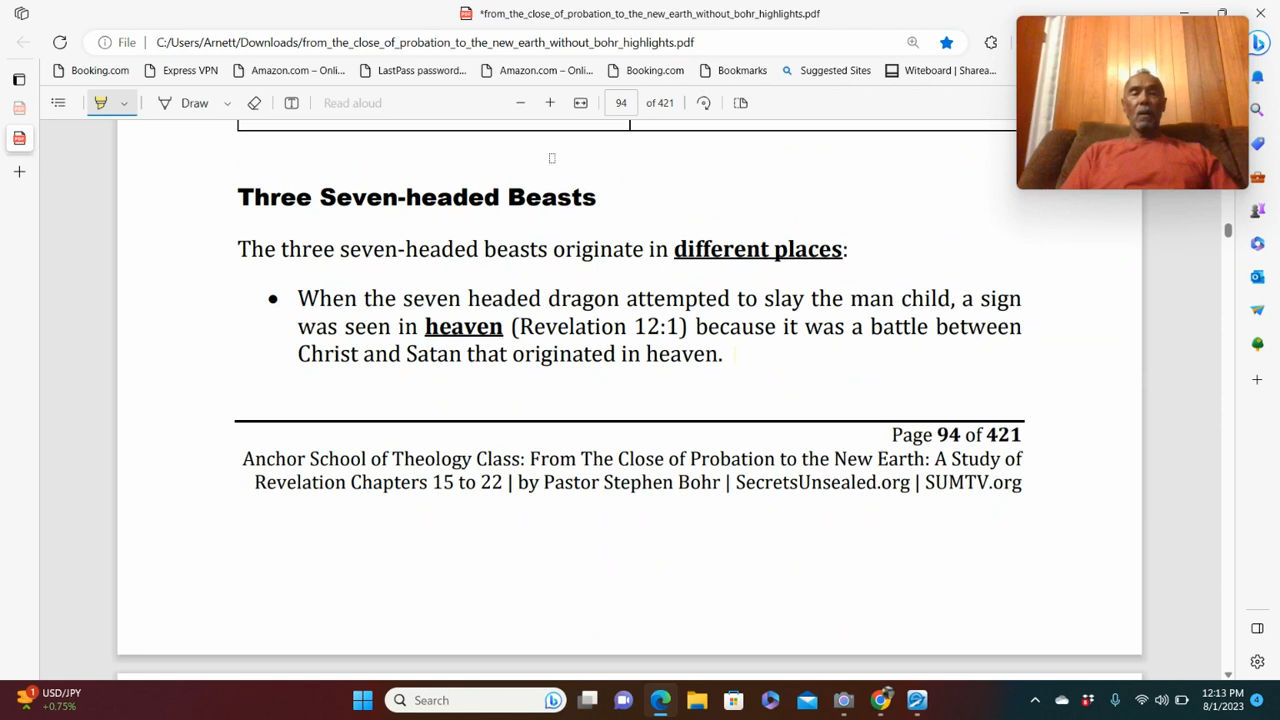 *from_the_close_of_probation_to_the_new_earth_without_bohr_highlights.pdf
File C:/Users/Arnett/Downloads/from_the_close_of_probation_to_the_new_earth_without_bohr_highlights.pdf
Booking.com Express VPN Amazon.com – Onli... LastPass password... Amazon.com – Onli... Booking.com Bookmarks Suggested Sites Witeboard | Sharea...
Draw Read aloud 94 of 421
Three Seven-headed Beasts
The three seven-headed beasts originate in different places:
• When the seven headed dragon attempted to slay the man child, a sign
was seen in heaven (Revelation 12:1) because it was a battle between
Christ and Satan that originated in heaven.
Page 94 of 421
Anchor School of Theology Class: From The Close of Probation to the New Earth: A Study of
Revelation Chapters 15 to 22 | by Pastor Stephen Bohr | SecretsUnsealed.org | SUMTV.org
1 USD/JPY
+0.75%
Search
12:13 PM
8/1/2023
4